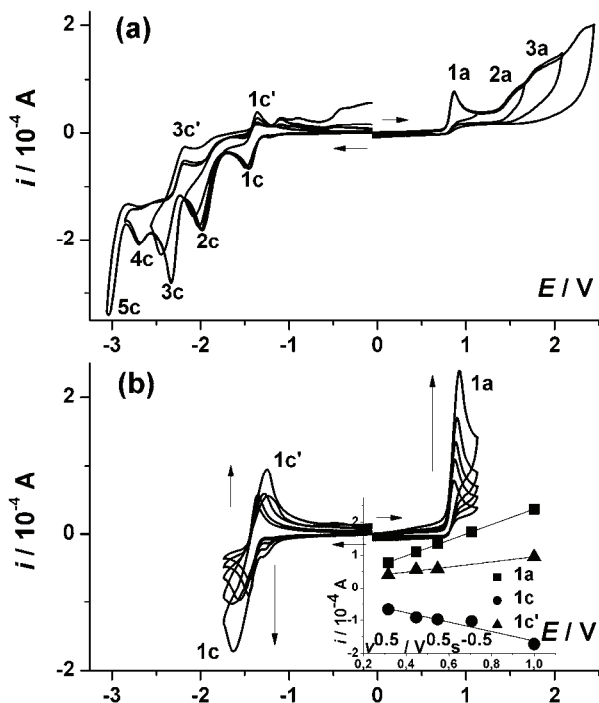 (a)
2
0
-2
i / 10⁻⁴ A
1a
2a
3a
1c'
3c'
1c
2c
4c
3c
5c
E / V
-3 -2 -1 0 1 2
(b)
2
0
-2
i / 10⁻⁴ A
1a
1c'
1c
2
1
0
-1
-2
i / 10⁻⁴ A
1a
1c
1c'
v⁰·⁵ / V⁰·⁵s⁻⁰·⁵
0,2 0,4 0,6 0,8 1,0
E / V
-3 -2 -1 0 1 2